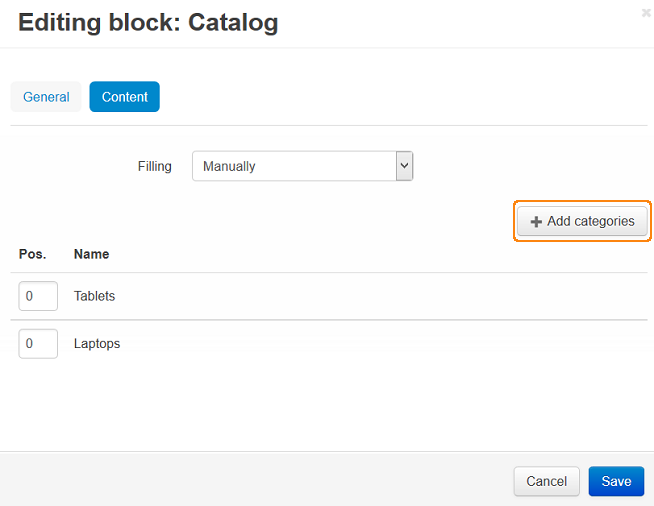 Editing block: Catalog
General Content
Filling Manually
Add categories
Pos. Name
0 Tablets
0 Laptops
Cancel Save